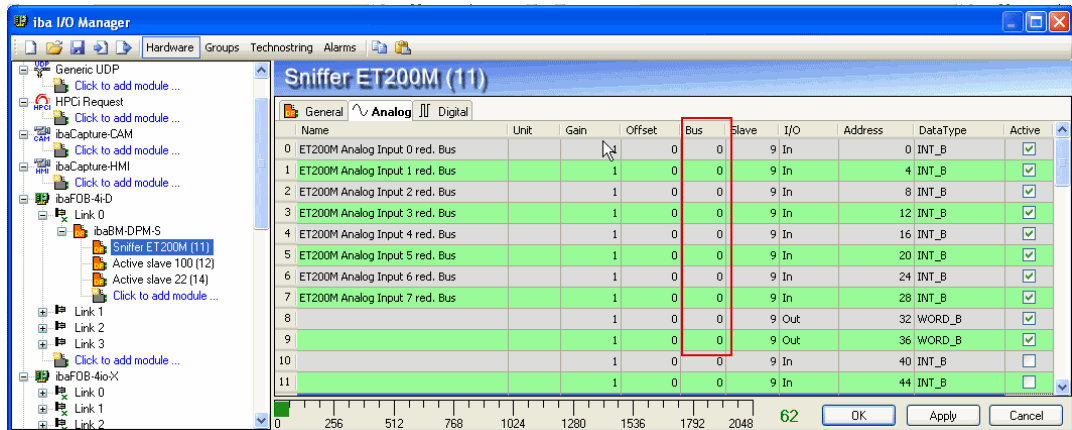 iba I/O Manager
Hardware Groups Technostring Alarms
Generic UDP
Click to add module ...
HPCi Request
Click to add module ...
ibaCapture-CAM
Click to add module ...
ibaCapture-HMI
Click to add module ...
ibaFOB-4i-D
Link 0
ibaBM-DPM-S
Sniffer ET200M (11)
Active slave 100 (12)
Active slave 22 (14)
Click to add module ...
Link 1
Link 2
Link 3
Click to add module ...
ibaFOB-4io-X
Link 0
Link 1
Link 2
Sniffer ET200M (11)
General Analog Digital
Name Unit Gain Offset Bus Slave I/O Address DataType Active
0 ET200M Analog Input 0 red. Bus 1 0 0 9 In 0 INT_B
1 ET200M Analog Input 1 red. Bus 1 0 0 9 In 4 INT_B
2 ET200M Analog Input 2 red. Bus 1 0 0 9 In 8 INT_B
3 ET200M Analog Input 3 red. Bus 1 0 0 9 In 12 INT_B
4 ET200M Analog Input 4 red. Bus 1 0 0 9 In 16 INT_B
5 ET200M Analog Input 5 red. Bus 1 0 0 9 In 20 INT_B
6 ET200M Analog Input 6 red. Bus 1 0 0 9 In 24 INT_B
7 ET200M Analog Input 7 red. Bus 1 0 0 9 In 28 INT_B
8 1 0 0 9 Out 32 WORD_B
9 1 0 0 9 Out 36 WORD_B
10 1 0 0 9 In 40 INT_B
11 1 0 0 9 In 44 INT_B
0 256 512 768 1024 1280 1536 1792 2048
62 OK Apply Cancel